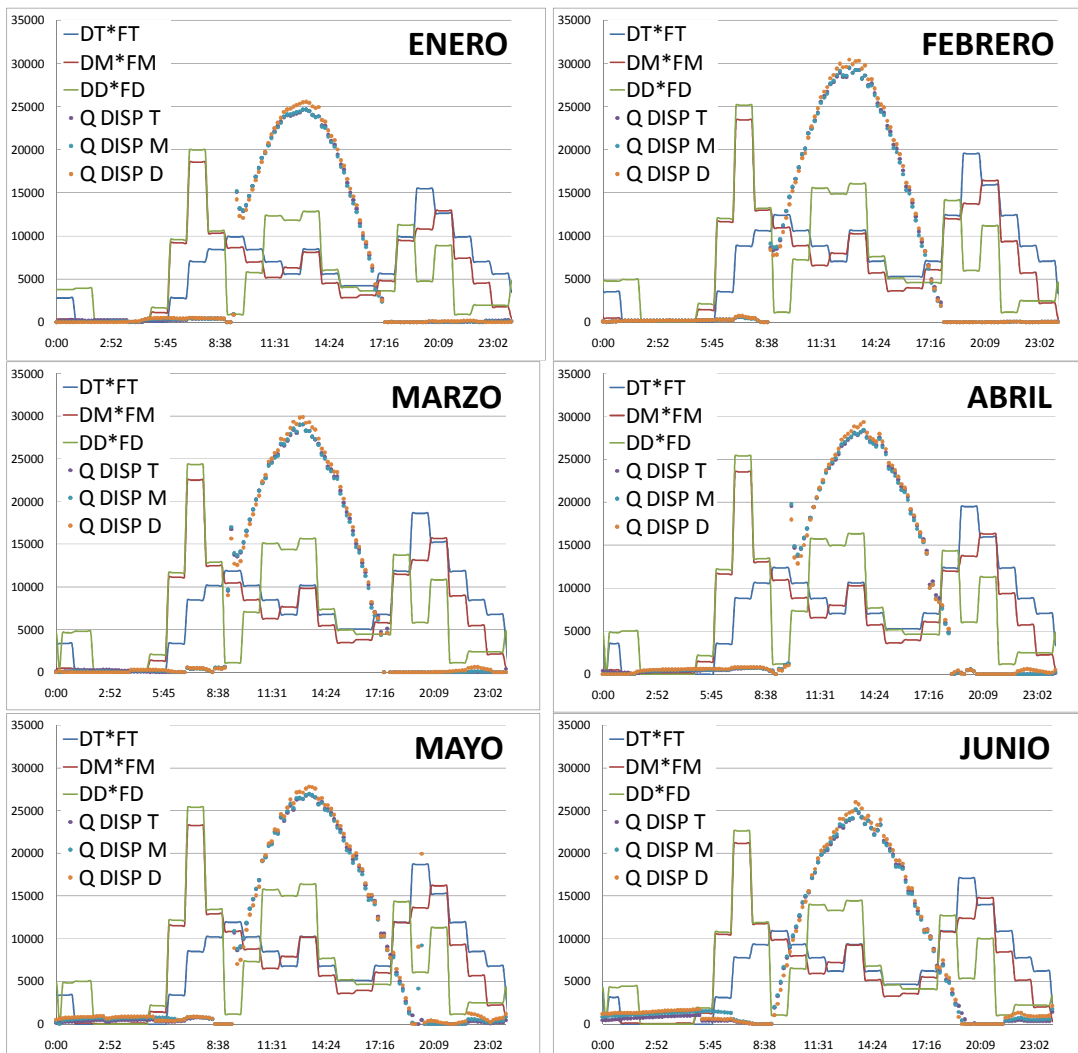 ENERO
35000
30000
25000
20000
15000
10000
5000
0
DT*FT
DM*FM
DD*FD
Q DISP T
Q DISP M
Q DISP D
0:00 2:52 5:45 8:38 11:31 14:24 17:16 20:09 23:02
FEBRERO
35000
30000
25000
20000
15000
10000
5000
0
DT*FT
DM*FM
DD*FD
Q DISP T
Q DISP M
Q DISP D
0:00 2:52 5:45 8:38 11:31 14:24 17:16 20:09 23:02
MARZO
35000
30000
25000
20000
15000
10000
5000
0
DT*FT
DM*FM
DD*FD
Q DISP T
Q DISP M
Q DISP D
0:00 2:52 5:45 8:38 11:31 14:24 17:16 20:09 23:02
ABRIL
35000
30000
25000
20000
15000
10000
5000
0
DT*FT
DM*FM
DD*FD
Q DISP T
Q DISP M
Q DISP D
0:00 2:52 5:45 8:38 11:31 14:24 17:16 20:09 23:02
MAYO
35000
30000
25000
20000
15000
10000
5000
0
DT*FT
DM*FM
DD*FD
Q DISP T
Q DISP M
Q DISP D
0:00 2:52 5:45 8:38 11:31 14:24 17:16 20:09 23:02
JUNIO
35000
30000
25000
20000
15000
10000
5000
0
DT*FT
DM*FM
DD*FD
Q DISP T
Q DISP M
Q DISP D
0:00 2:52 5:45 8:38 11:31 14:24 17:16 20:09 23:02